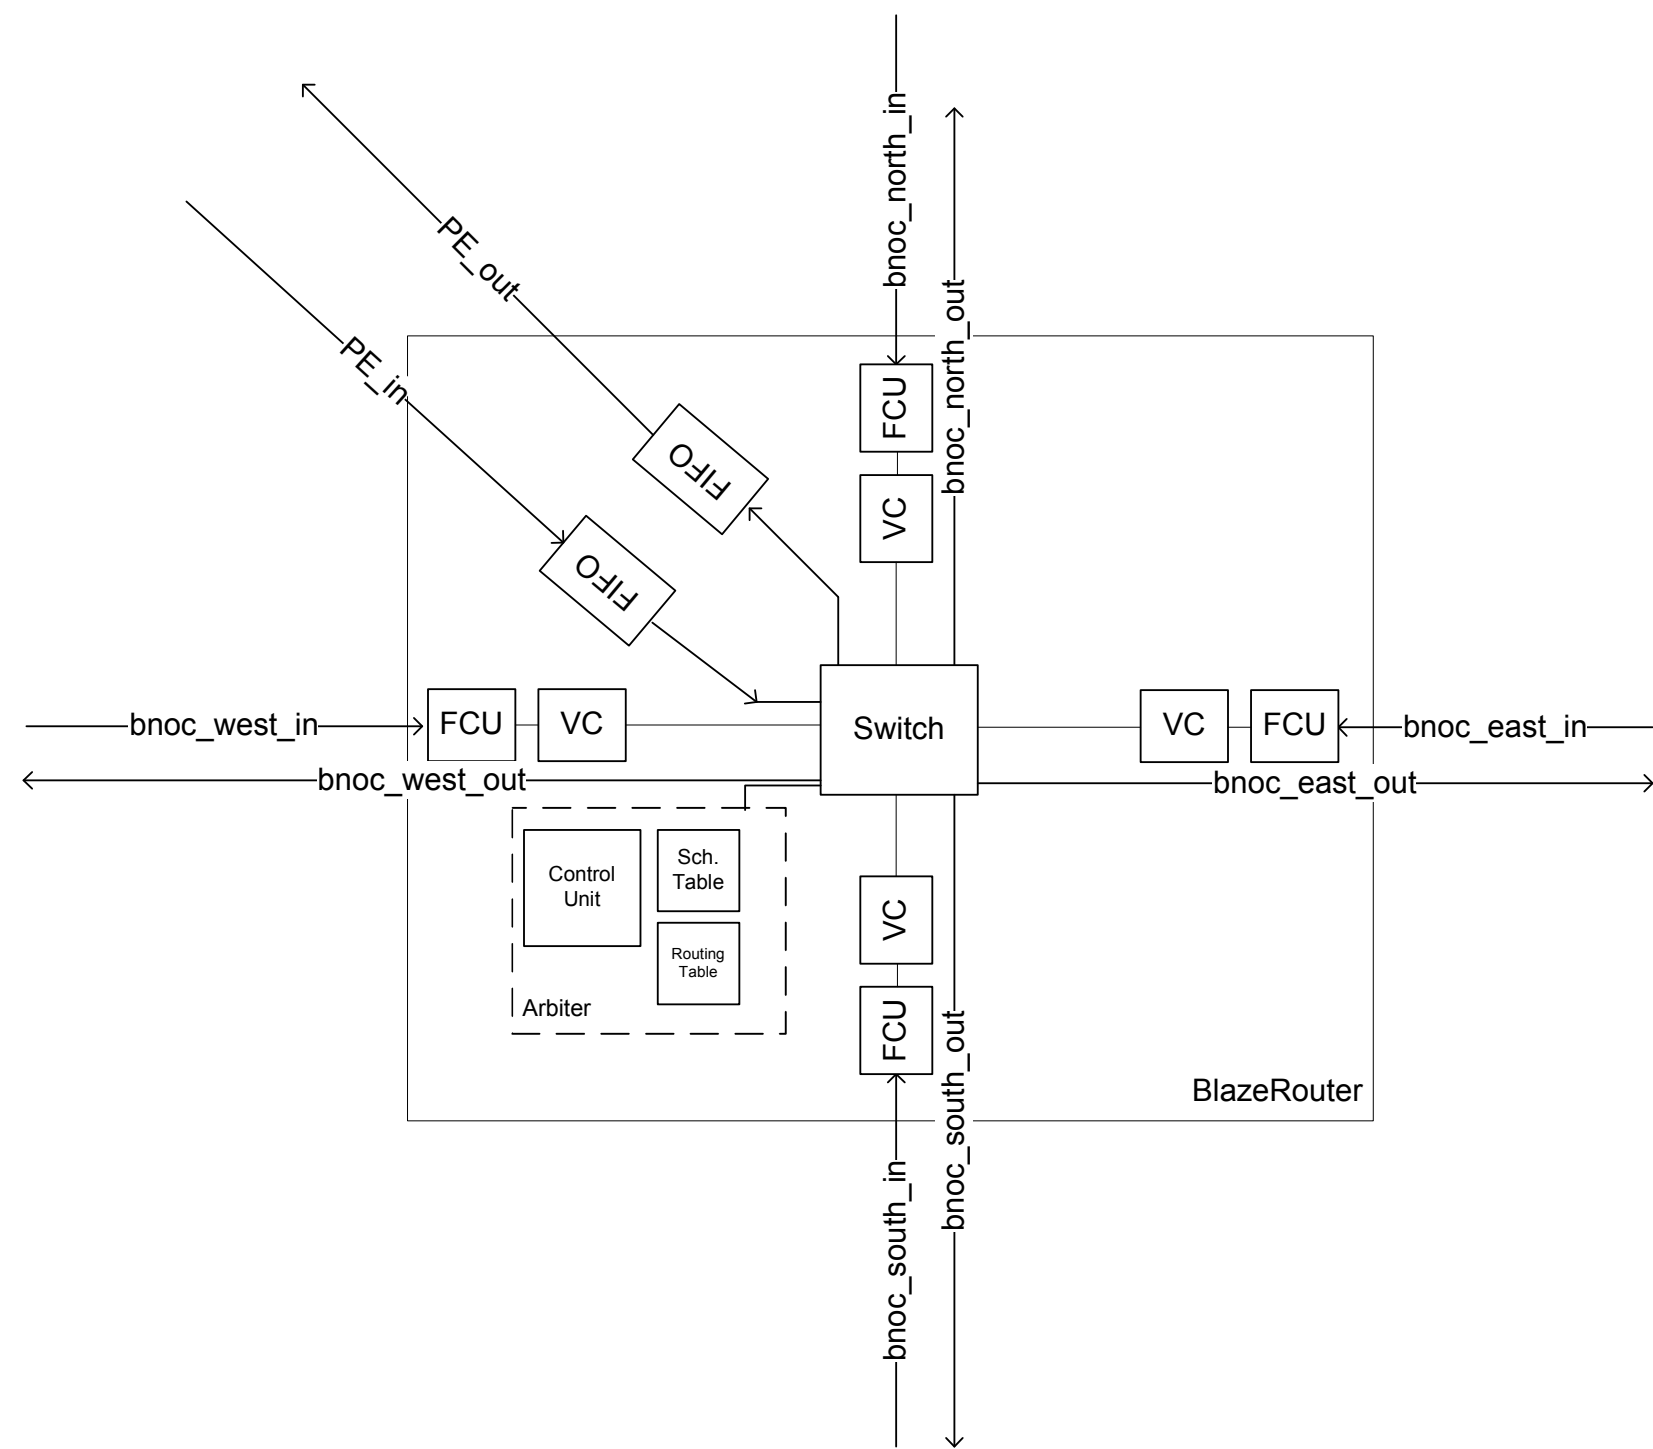 bnoc_north_in
bnoc_north_out
PE_out
PE_in
FCU
VC
FIFO
FIFO
bnoc_west_in
FCU
VC
Switch
VC
FCU
bnoc_east_in
bnoc_west_out
bnoc_east_out
Control
Unit
Sch.
Table
Routing
Table
Arbiter
VC
FCU
bnoc_south_out
bnoc_south_in
BlazeRouter